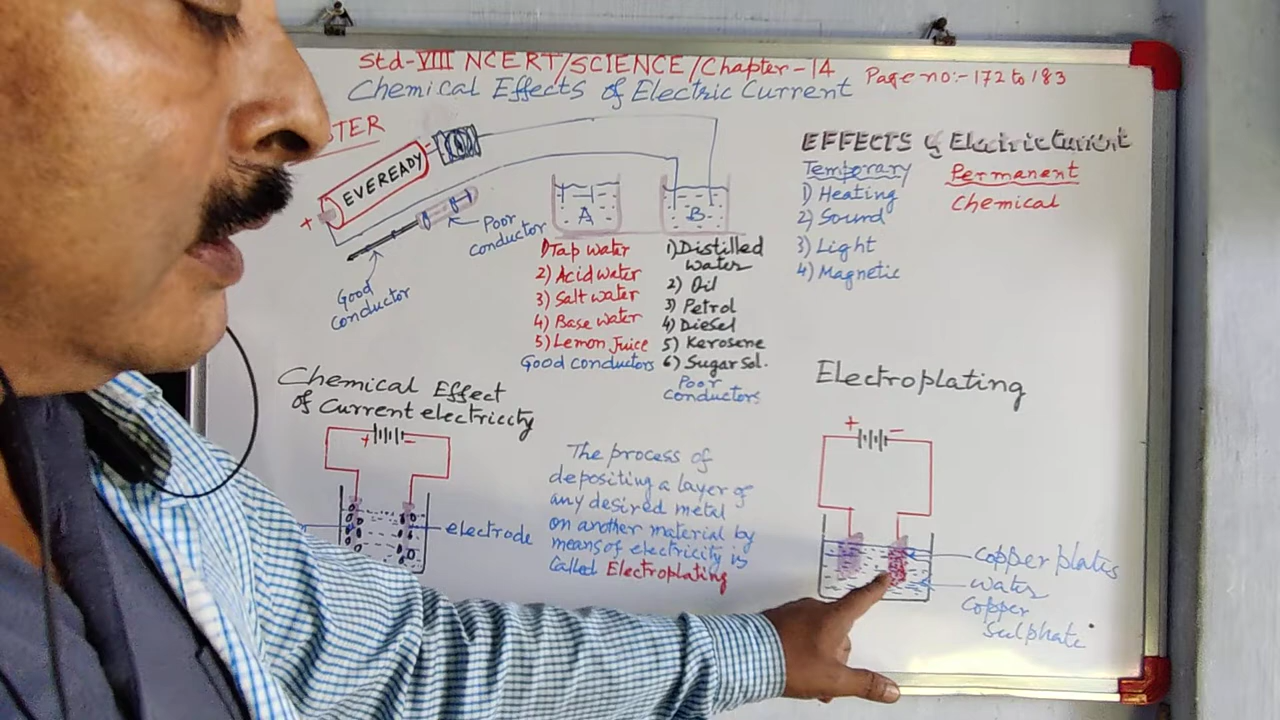 Std-VIII NCERT/SCIENCE/Chapter-14 Page no:- 172 to 183
Chemical Effects of Electric Current
STER
+ EVEREADY
Good
conductor
Poor
conductor
A
B
1) Tap water
2) Acid water
3) Salt water
4) Base water
5) Lemon Juice
Good conductors
1) Distilled
water
2) Oil
3) Petrol
4) Diesel
5) Kerosene
6) Sugar Sol.
Poor
conductors
EFFECTS of Electric Current
Temporary
1) Heating
2) Sound
3) Light
4) Magnetic
Permanent
Chemical
Chemical Effect
of Current electricity
+ -
electrode
The process of
depositing a layer of
any desired metal
on another material by
means of electricity is
called Electroplating
Electroplating
+ -
copper plates
water
Copper
Sulphate